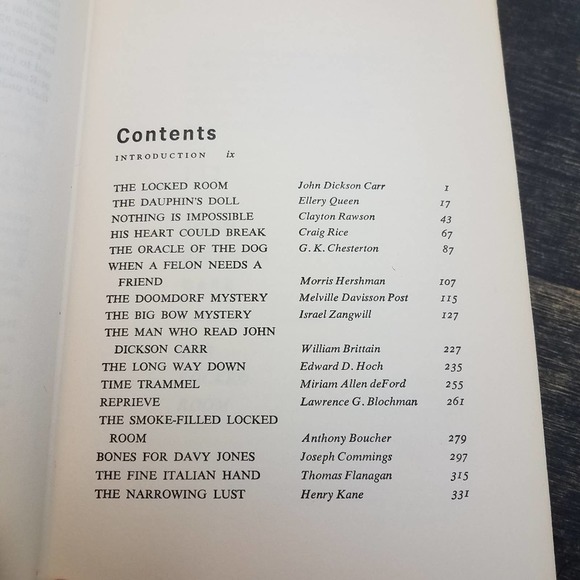 Contents
INTRODUCTION ix
THE LOCKED ROOM John Dickson Carr 1
THE DAUPHIN'S DOLL Ellery Queen 17
NOTHING IS IMPOSSIBLE Clayton Rawson 43
HIS HEART COULD BREAK Craig Rice 67
THE ORACLE OF THE DOG G. K. Chesterton 87
WHEN A FELON NEEDS A
FRIEND Morris Hershman 107
THE DOOMDORF MYSTERY Melville Davisson Post 115
THE BIG BOW MYSTERY Israel Zangwill 127
THE MAN WHO READ JOHN
DICKSON CARR William Brittain 227
THE LONG WAY DOWN Edward D. Hoch 235
TIME TRAMMEL Miriam Allen deFord 255
REPRIEVE Lawrence G. Blochman 261
THE SMOKE-FILLED LOCKED
ROOM Anthony Boucher 279
BONES FOR DAVY JONES Joseph Commings 297
THE FINE ITALIAN HAND Thomas Flanagan 315
THE NARROWING LUST Henry Kane 331